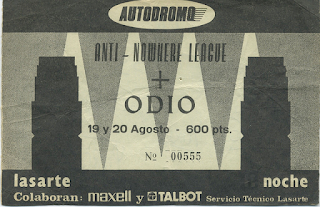 AUTODROMO
ANTI-NOWHERE LEAGUE
+
ODIO
19 y 20 Agosto - 600 pts.
Nº 00555
lasarte noche
Colaboran: maxell y TALBOT Servicio Técnico Lasarte